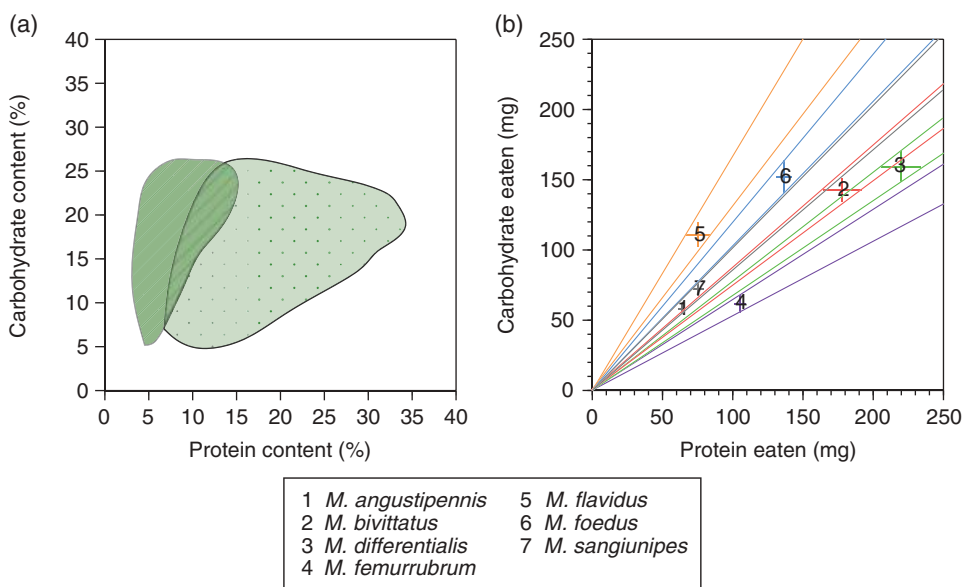 (a)
40
35
30
25
20
15
10
5
0
Carbohydrate content (%)
0 5 10 15 20 25 30 35 40
Protein content (%)
(b)
250
200
150
100
50
0
Carbohydrate eaten (mg)
5
6
3
2
7
1
4
0 50 100 150 200 250
Protein eaten (mg)
1 M. angustipennis 5 M. flavidus
2 M. bivittatus 6 M. foedus
3 M. differentialis 7 M. sangiunipes
4 M. femurrubrum